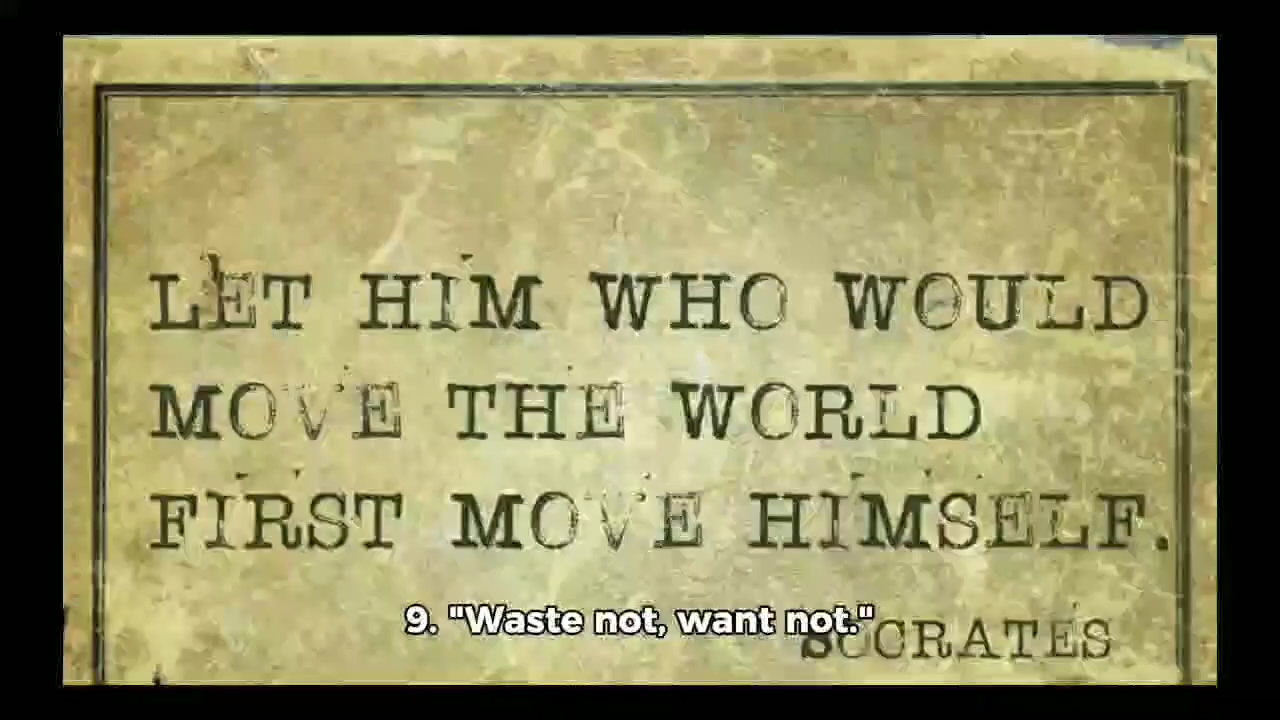 LET HIM WHO WOULD
MOVE THE WORLD
FIRST MOVE HIMSELF.
9. "Waste not, want not."
SOCRATES